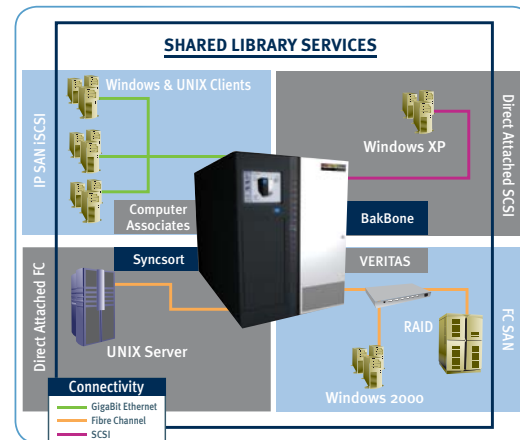 SHARED LIBRARY SERVICES
IP SAN iSCSI
Windows & UNIX Clients
Computer
Associates
Windows XP
Direct Attached SCSI
BakBone
Direct Attached FC
Syncsort
UNIX Server
VERITAS
RAID
FC SAN
Windows 2000
Connectivity
GigaBit Ethernet
Fibre Channel
SCSI